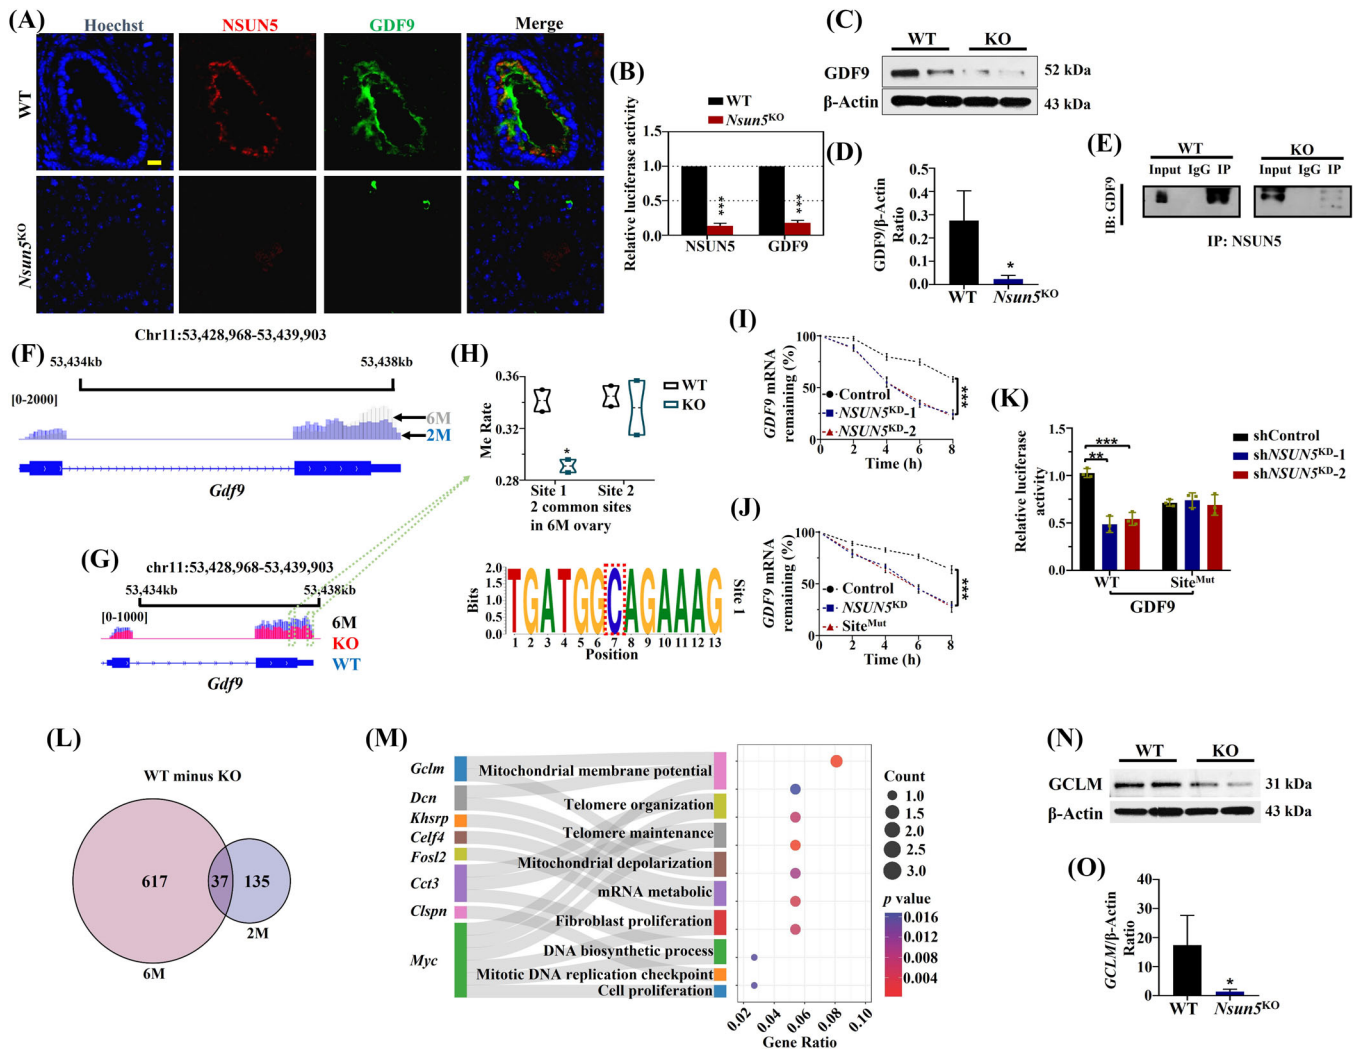 (A)
Hoechst NSUN5 GDF9 Merge
WT
Nsun5KO
(B)
WT
Nsun5KO
Relative luciferase activity
1.5
1.0
0.5
0.0
*** ***
NSUN5 GDF9
(C)
WT KO
GDF9 52 kDa
β-Actin 43 kDa
(D)
GDF9/β-Actin
Ratio
0.5
0.4
0.3
0.2
0.1
0.0
*
WT Nsun5KO
(E)
WT KO
Input IgG IP Input IgG IP
IB: GDF9
IP: NSUN5
(F)
Chr11:53,428,968-53,439,903
53,434kb 53,438kb
[0-2000]
6M
2M
Gdf9
(G)
chr11:53,428,968-53,439,903
53,434kb 53,438kb
[0-1000]
6M
KO
WT
Gdf9
(H)
Me Rate
0.36
0.32
0.28
WT
KO
*
Site 1 Site 2
2 common sites
in 6M ovary
Bits
2.0
1.5
1.0
0.5
0.0
TGATGGCAGAAAG
1 2 3 4 5 6 7 8 9 10 11 12 13
Position
Site 1
(I)
GDF9 mRNA
remaining (%)
100
50
0
Control
NSUN5KD-1
NSUN5KD-2
***
0 2 4 6 8
Time (h)
(J)
GDF9 mRNA
remaining (%)
100
50
0
Control
NSUN5KD
SiteMut
***
0 2 4 6 8
Time (h)
(K)
Relative luciferase
activity
1.5
1.0
0.5
0.0
***
**
shControl
shNSUN5KD-1
shNSUN5KD-2
WT SiteMut
GDF9
(L)
WT minus KO
617 37 135
2M
6M
(M)
Gclm
Dcn
Khsrp
Celf4
Fosl2
Cct3
Clspn
Myc
Mitochondrial membrane potential
Telomere organization
Telomere maintenance
Mitochondrial depolarization
mRNA metabolic
Fibroblast proliferation
DNA biosynthetic process
Mitotic DNA replication checkpoint
Cell proliferation
0.02 0.04 0.06 0.08 0.10
Gene Ratio
Count
1.0
1.5
2.0
2.5
3.0
p value
0.016
0.012
0.008
0.004
(N)
WT KO
GCLM 31 kDa
β-Actin 43 kDa
(O)
GCLM/β-Actin
Ratio
40
30
20
10
0
*
WT Nsun5KO